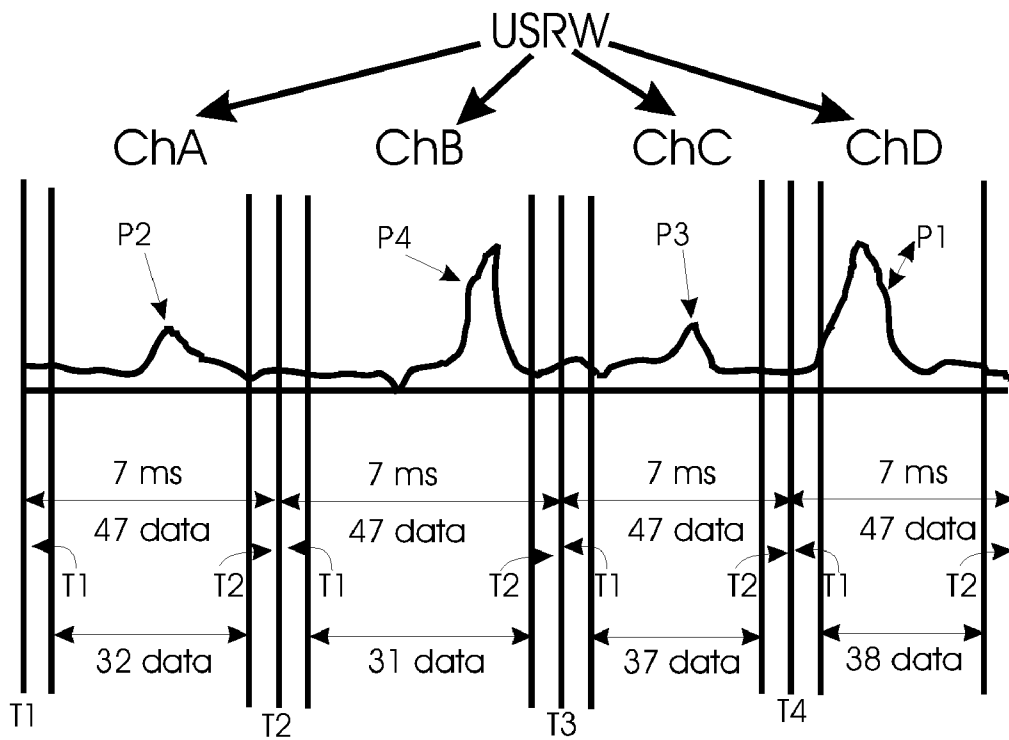 USRW
ChA ChB ChC ChD
P2 P4 P3 P1
7 ms 7 ms 7 ms 7 ms
47 data 47 data 47 data 47 data
T1 T2 T1 T2 T1 T2 T1 T2
32 data 31 data 37 data 38 data
T1 T2 T3 T4